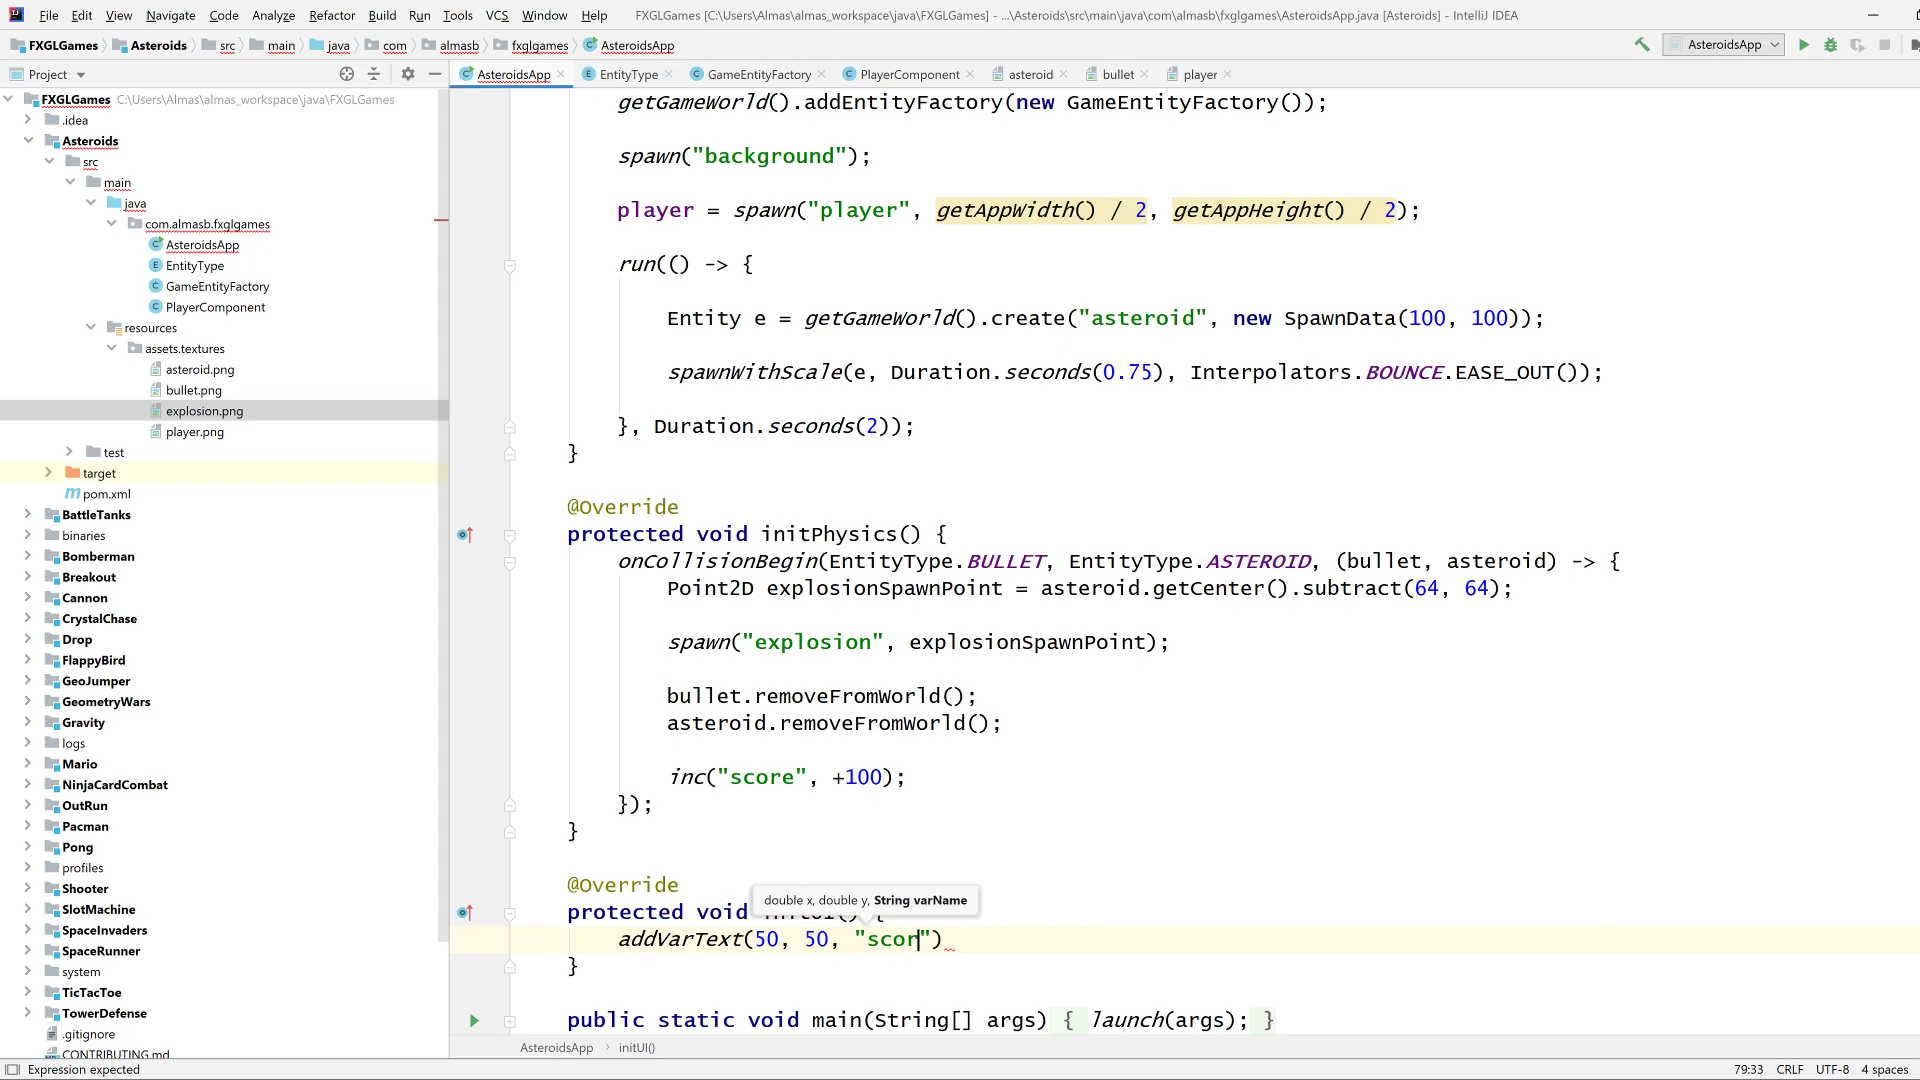 File Edit View Navigate Code Analyze Refactor Build Run Tools VCS Window Help FXGLGames [C:\Users\Almas\almas_workspace\java\FXGLGames] - ...\Asteroids\src\main\java\com\almasb\fxglgames\AsteroidsApp.java [Asteroids] - IntelliJ IDEA
FXGLGames Asteroids src main java com almasb fxglgames AsteroidsApp AsteroidsApp
Project
AsteroidsApp EntityType GameEntityFactory PlayerComponent asteroid bullet player
FXGLGames C:\Users\Almas\almas_workspace\java\FXGLGames
.idea
Asteroids
src
main
java
com.almasb.fxglgames
AsteroidsApp
EntityType
GameEntityFactory
PlayerComponent
resources
assets.textures
asteroid.png
bullet.png
explosion.png
player.png
test
target
pom.xml
BattleTanks
binaries
Bomberman
Breakout
Cannon
CrystalChase
Drop
FlappyBird
GeoJumper
GeometryWars
Gravity
logs
Mario
NinjaCardCombat
OutRun
Pacman
Pong
profiles
Shooter
SlotMachine
SpaceInvaders
SpaceRunner
system
TicTacToe
TowerDefense
.gitignore
CONTRIBUTING.md
getGameWorld().addEntityFactory(new GameEntityFactory());
spawn("background");
player = spawn("player", getAppWidth() / 2, getAppHeight() / 2);
run(() -> {
Entity e = getGameWorld().create("asteroid", new SpawnData(100, 100));
spawnWithScale(e, Duration.seconds(0.75), Interpolators.BOUNCE.EASE_OUT());
}, Duration.seconds(2));
}
@Override
protected void initPhysics() {
onCollisionBegin(EntityType.BULLET, EntityType.ASTEROID, (bullet, asteroid) -> {
Point2D explosionSpawnPoint = asteroid.getCenter().subtract(64, 64);
spawn("explosion", explosionSpawnPoint);
bullet.removeFromWorld();
asteroid.removeFromWorld();
inc("score", +100);
});
}
@Override
double x, double y, String varName
protected void {
addVarText(50, 50, "scor")
}
public static void main(String[] args) { launch(args); }
AsteroidsApp initUI()
Expression expected 79:33 CRLF UTF-8 4 spaces